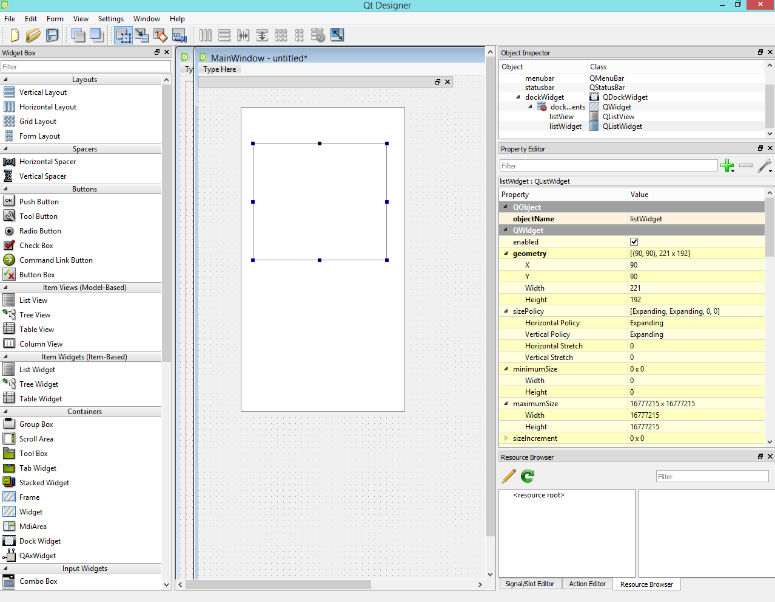 Qt Designer
File Edit Form View Settings Window Help
Widget Box
Filter
Layouts
Vertical Layout
Horizontal Layout
Grid Layout
Form Layout
Spacers
Horizontal Spacer
Vertical Spacer
Buttons
Push Button
Tool Button
Radio Button
Check Box
Command Link Button
Button Box
Item Views (Model-Based)
List View
Tree View
Table View
Column View
Item Widgets (Item-Based)
List Widget
Tree Widget
Table Widget
Containers
Group Box
Scroll Area
Tool Box
Tab Widget
Stacked Widget
Frame
Widget
MdiArea
Dock Widget
QAxWidget
Input Widgets
Combo Box
MainWindow - untitled*
Ty Type Here
Object Inspector
Object Class
menubar QMenuBar
statusbar QStatusBar
dockWidget QDockWidget
dock...ents QWidget
listView QListView
listWidget QListWidget
Property Editor
Filter
listWidget : QListWidget
Property Value
QObject
objectName listWidget
QWidget
enabled
geometry [(90, 90), 221 x 192]
X 90
Y 90
Width 221
Height 192
sizePolicy [Expanding, Expanding, 0, 0]
Horizontal Policy Expanding
Vertical Policy Expanding
Horizontal Stretch 0
Vertical Stretch 0
minimumSize 0 x 0
Width 0
Height 0
maximumSize 16777215 x 16777215
Width 16777215
Height 16777215
sizeIncrement 0 x 0
Resource Browser
Filter
<resource root>
Signal/Slot Editor Action Editor Resource Browser